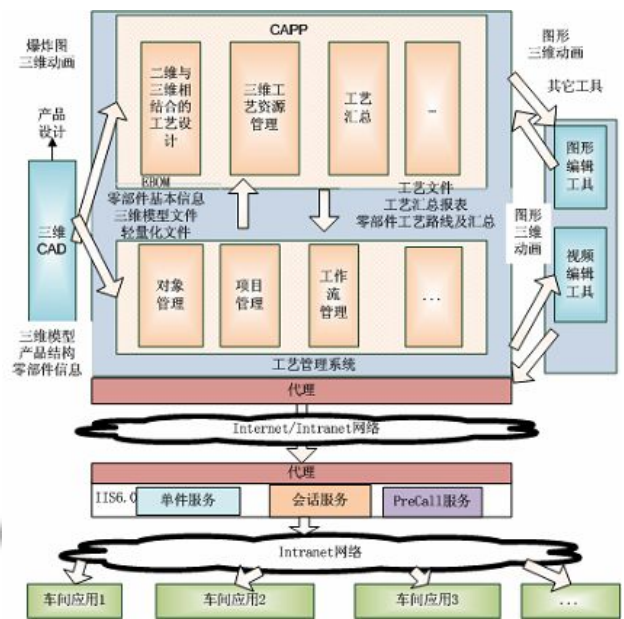 爆炸图
三维动画
CAPP
图形
三维动画
其它工具
二维与
三维相
结合的
工艺设
计
三维工
艺资源
管理
工艺
汇总
...
产品
设计
三维
CAD
图形
编辑
工具
EBOM
零部件基本信息
三维模型文件
轻量化文件
工艺文件
工艺汇总报表
零部件工艺路线及汇总
图形
三维
动画
视频
编辑
工具
对象
管理
项目
管理
工作
流
管理
...
三维模型
产品结构
零部件信息
工艺管理系统
代理
Internet/Intranet网络
代理
IIS6.0
单件服务
会话服务
PreCall服务
Intranet网络
车间应用1
车间应用2
车间应用3
...